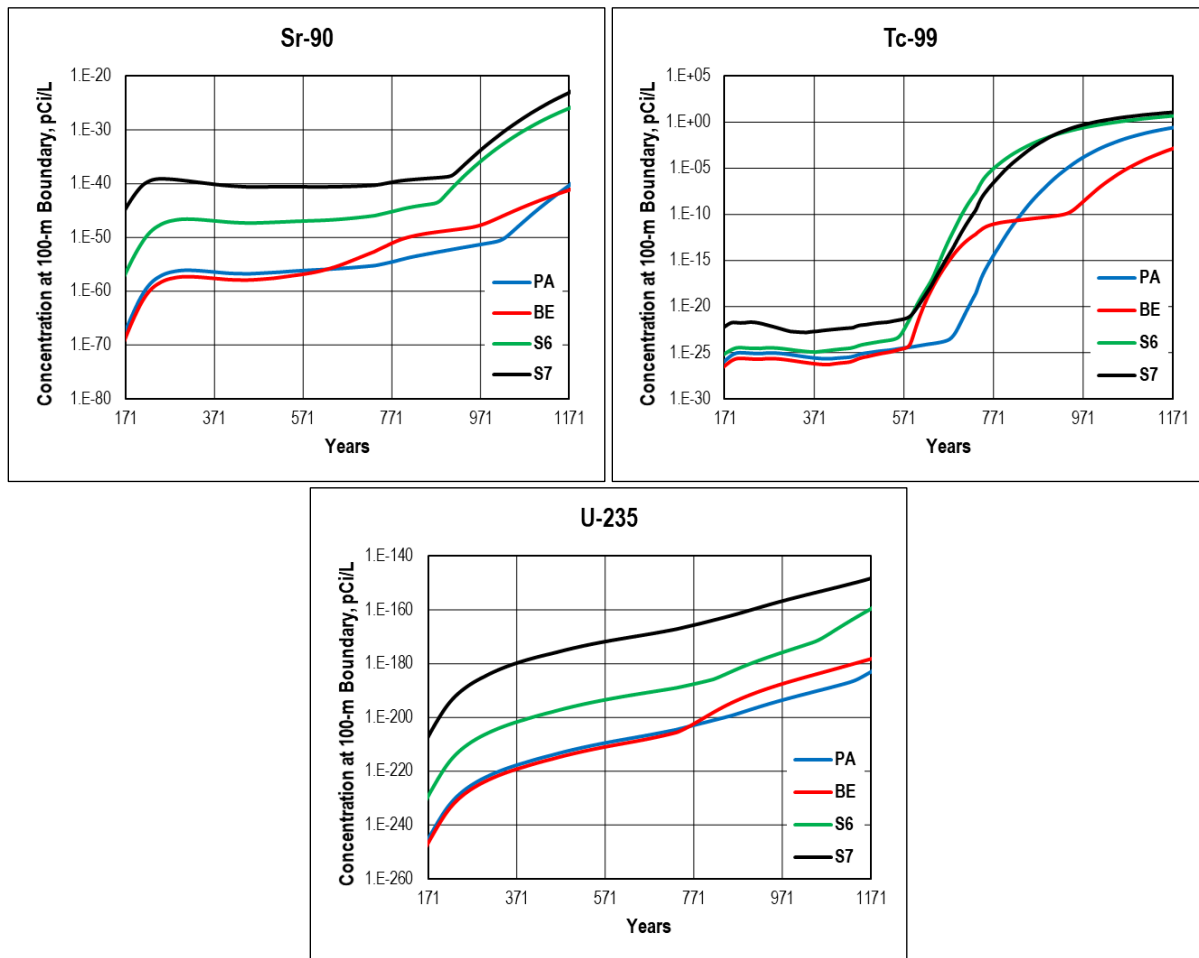 Sr-90
Concentration at 100-m Boundary, pCi/L
1.E-20
1.E-30
1.E-40
1.E-50
1.E-60
1.E-70
1.E-80
171 371 571 771 971 1171
Years
PA
BE
S6
S7
Tc-99
Concentration at 100-m Boundary, pCi/L
1.E+05
1.E+00
1.E-05
1.E-10
1.E-15
1.E-20
1.E-25
1.E-30
171 371 571 771 971 1171
Years
PA
BE
S6
S7
U-235
Concentration at 100-m Boundary, pCi/L
1.E-140
1.E-160
1.E-180
1.E-200
1.E-220
1.E-240
1.E-260
171 371 571 771 971 1171
Years
PA
BE
S6
S7